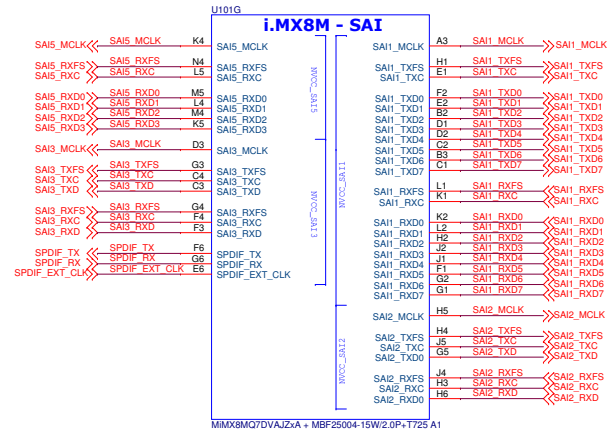 U101G
i.MX8M - SAI
SAI5_MCLK SAI5_MCLK K4 SAI5_MCLK SAI1_MCLK A3 SAI1_MCLK SAI1_MCLK
SAI5_RXFS SAI5_RXFS N4 SAI5_RXFS SAI1_TXFS H1 SAI1_TXFS SAI1_TXFS
SAI5_RXC SAI5_RXC L5 SAI5_RXC SAI1_TXC E1 SAI1_TXC SAI1_TXC
NVCC_SAI5
SAI5_RXD0 SAI5_RXD0 M5 SAI5_RXD0 SAI1_TXD0 F2 SAI1_TXD0 SAI1_TXD0
SAI5_RXD1 SAI5_RXD1 L4 SAI5_RXD1 SAI1_TXD1 E2 SAI1_TXD1 SAI1_TXD1
SAI5_RXD2 SAI5_RXD2 M4 SAI5_RXD2 SAI1_TXD2 B2 SAI1_TXD2 SAI1_TXD2
SAI5_RXD3 SAI5_RXD3 K5 SAI5_RXD3 SAI1_TXD3 D1 SAI1_TXD3 SAI1_TXD3
SAI1_TXD4 D2 SAI1_TXD4 SAI1_TXD4
SAI3_MCLK SAI3_MCLK D3 SAI3_MCLK SAI1_TXD5 C2 SAI1_TXD5 SAI1_TXD5
SAI1_TXD6 B3 SAI1_TXD6 SAI1_TXD6
SAI3_TXFS SAI3_TXFS G3 SAI3_TXFS SAI1_TXD7 C1 SAI1_TXD7 SAI1_TXD7
SAI3_TXC SAI3_TXC C4 SAI3_TXC
SAI3_TXD SAI3_TXD C3 SAI3_TXD SAI1_RXFS L1 SAI1_RXFS SAI1_RXFS
NVCC_SAI1
SAI1_RXC K1 SAI1_RXC SAI1_RXC
NVCC_SAI3
SAI3_RXFS SAI3_RXFS G4 SAI3_RXFS
SAI3_RXC SAI3_RXC F4 SAI3_RXC SAI1_RXD0 K2 SAI1_RXD0 SAI1_RXD0
SAI3_RXD SAI3_RXD F3 SAI3_RXD SAI1_RXD1 L2 SAI1_RXD1 SAI1_RXD1
SAI1_RXD2 H2 SAI1_RXD2 SAI1_RXD2
SPDIF_TX SPDIF_TX F6 SPDIF_TX SAI1_RXD3 J2 SAI1_RXD3 SAI1_RXD3
SPDIF_RX SPDIF_RX G6 SPDIF_RX SAI1_RXD4 J1 SAI1_RXD4 SAI1_RXD4
SPDIF_EXT_CLK SPDIF_EXT_CLK E6 SPDIF_EXT_CLK SAI1_RXD5 F1 SAI1_RXD5 SAI1_RXD5
SAI1_RXD6 G2 SAI1_RXD6 SAI1_RXD6
SAI1_RXD7 G1 SAI1_RXD7 SAI1_RXD7
SAI2_MCLK H5 SAI2_MCLK SAI2_MCLK
SAI2_TXFS H4 SAI2_TXFS SAI2_TXFS
SAI2_TXC J5 SAI2_TXC SAI2_TXC
SAI2_TXD0 G5 SAI2_TXD SAI2_TXD
NVCC_SAI2
SAI2_RXFS J4 SAI2_RXFS SAI2_RXFS
SAI2_RXC H3 SAI2_RXC SAI2_RXC
SAI2_RXD0 H6 SAI2_RXD SAI2_RXD
MiMX8MQ7DVAJZxA + MBF25004-15W/2.0P+T725 A1